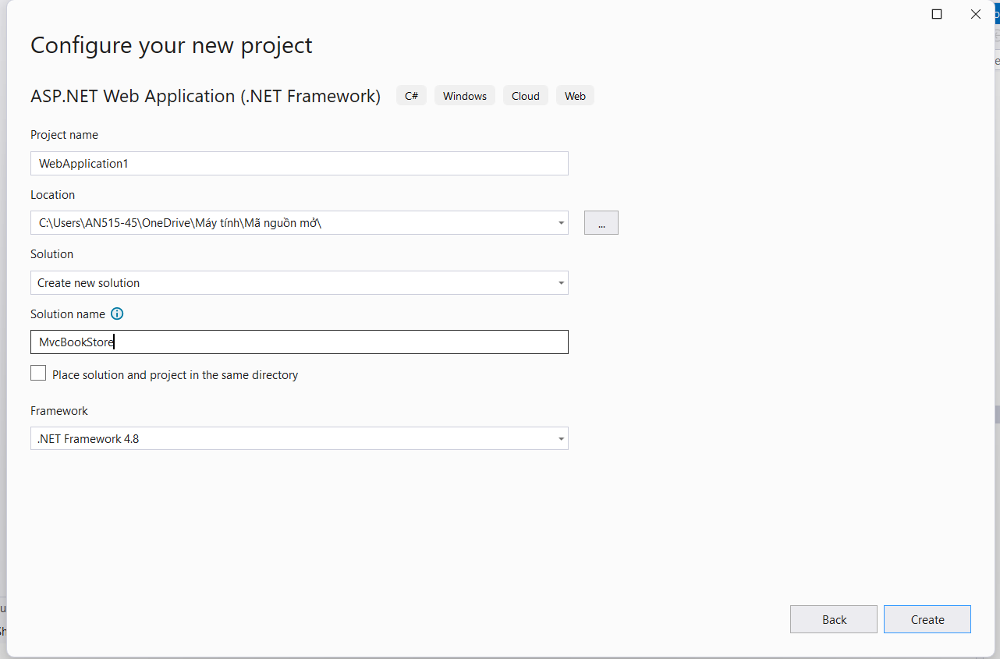 Configure your new project
ASP.NET Web Application (.NET Framework) C# Windows Cloud Web
Project name
WebApplication1
Location
C:\Users\AN515-45\OneDrive\Máy tính\Mã nguồn mở\
...
Solution
Create new solution
Solution name
MvcBookStore
Place solution and project in the same directory
Framework
.NET Framework 4.8
Back Create